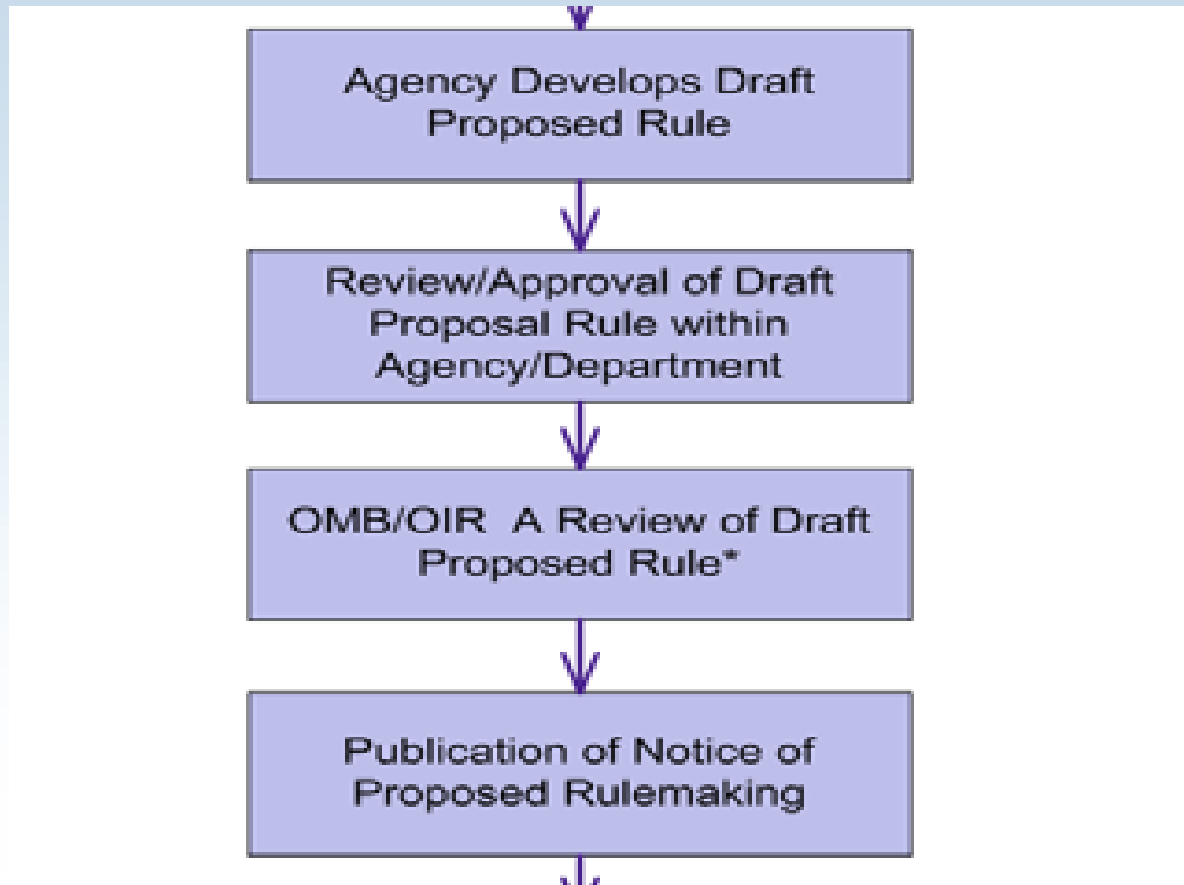 Agency Develops Draft
Proposed Rule
Review/Approval of Draft
Proposal Rule within
Agency/Department
OMB/OIR  A Review of Draft
Proposed Rule*
Publication of Notice of
Proposed Rulemaking